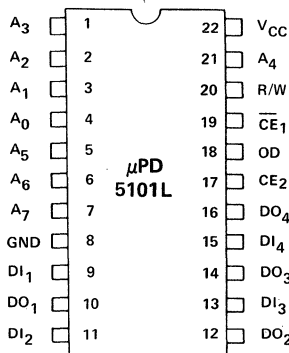 A₃ 1 22 V_CC
A₂ 2 21 A₄
A₁ 3 20 R/W
A₀ 4 19 C̅E̅₁
A₅ 5 18 OD
A₆ 6 μPD 5101L 17 CE₂
A₇ 7 16 DO₄
GND 8 15 DI₄
DI₁ 9 14 DO₃
DO₁ 10 13 DI₃
DI₂ 11 12 DO₂